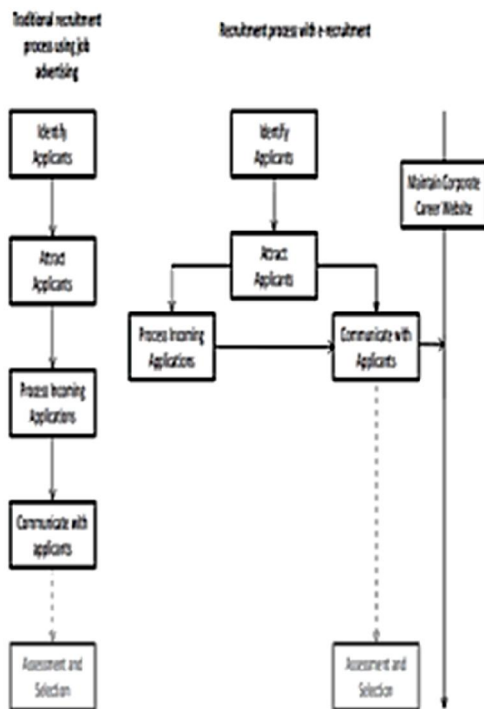 Traditional recruitment
process using job
advertising
Identify
Applicants
Attract
Applicants
Process Incoming
Applications
Communicate with
applicants
Assessment and
Selection
Recruitment process with e-recruitment
Identify
Applicants
Attract
Applicants
Process Incoming
Applications
Communicate with
Applicants
Assessment and
Selection
Maintain Corporate
Career Website